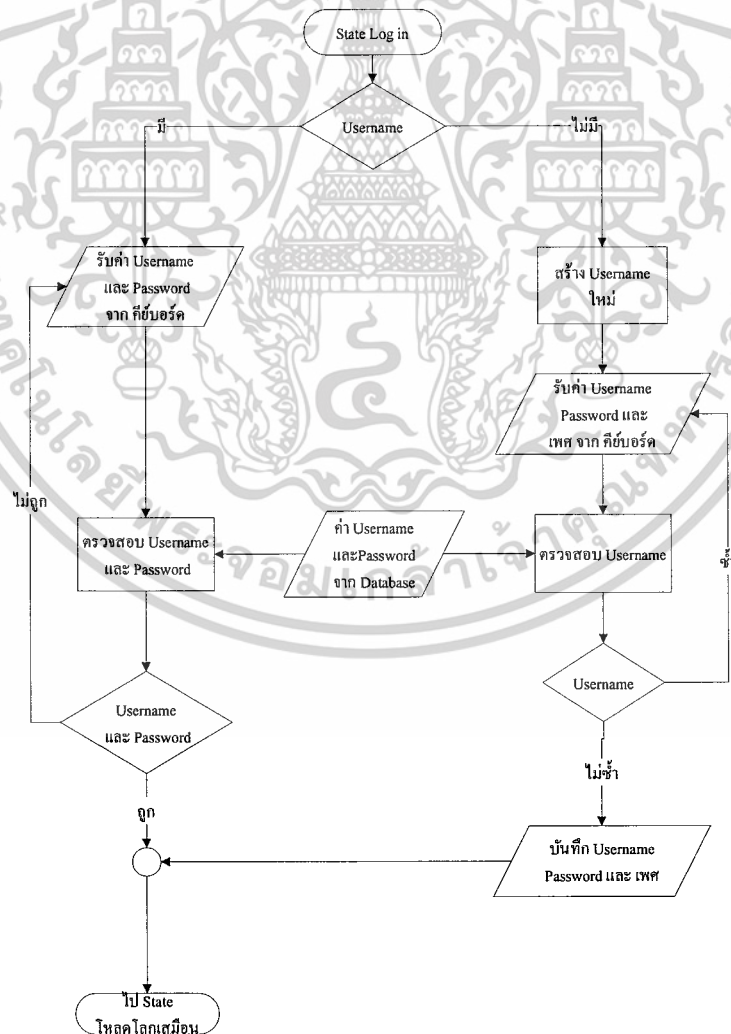 State Log in
Username
มี
ไม่มี
รับค่า Username
และ Password
จาก คีย์บอร์ด
สร้าง Username
ใหม่
รับค่า Username
Password และ
เพศ จาก คีย์บอร์ด
ไม่ถูก
ตรวจสอบ Username
และ Password
ค่า Username
และPassword
จาก Database
ตรวจสอบ Username
ซ้ำ
Username
และ Password
Username
ไม่ซ้ำ
ถูก
บันทึก Username
Password และ เพศ
ไป State
โหลดโลกเสมือน